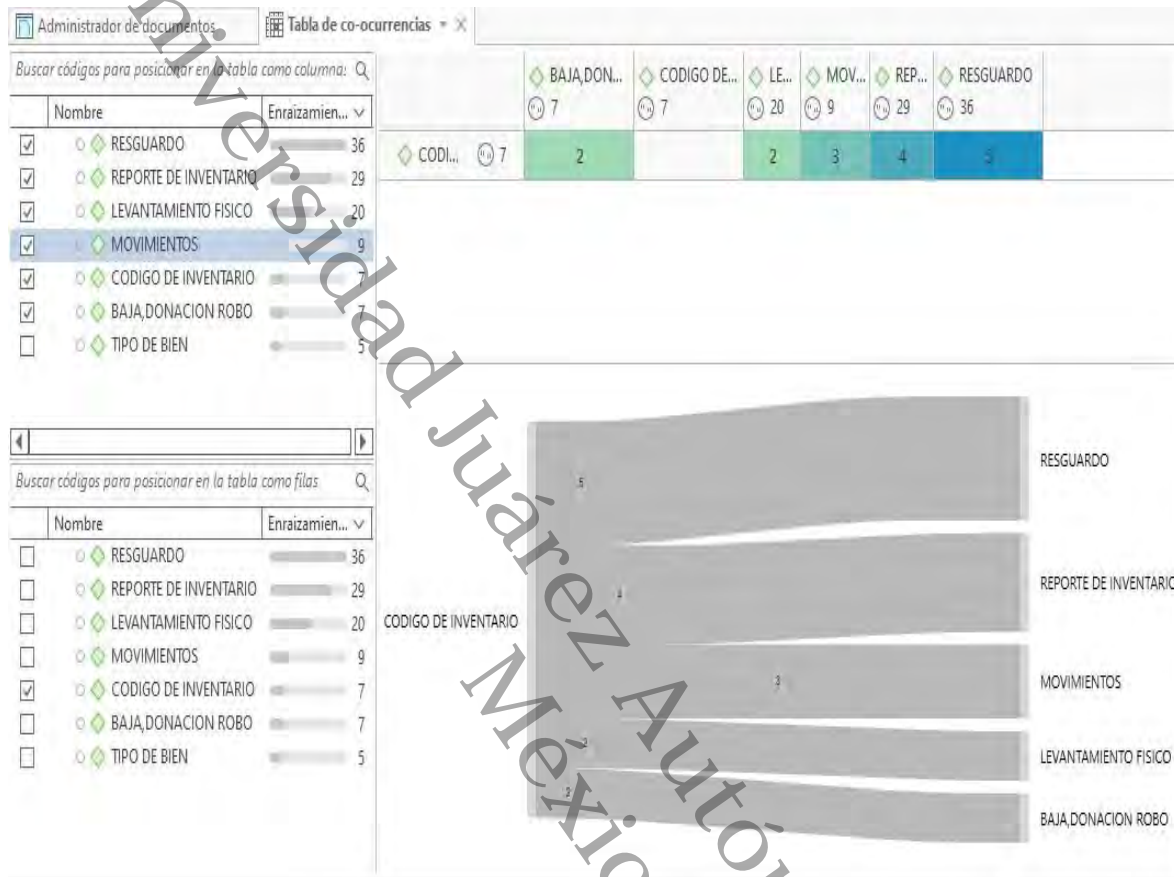 Administrador de documentos
Tabla de co-ocurrencias
Buscar códigos para posicionar en la tabla como columna:
Nombre Enraizamien...
RESGUARDO 36
REPORTE DE INVENTARIO 29
LEVANTAMIENTO FISICO 20
MOVIMIENTOS 9
CODIGO DE INVENTARIO 7
BAJA,DONACION ROBO 7
TIPO DE BIEN 5
BAJA,DON... CODIGO DE... LE... MOV... REP... RESGUARDO
7 7 20 9 29 36
CODI... 7 2 2 3 4 5
Buscar códigos para posicionar en la tabla como filas
Nombre Enraizamien...
RESGUARDO 36
REPORTE DE INVENTARIO 29
LEVANTAMIENTO FISICO 20
MOVIMIENTOS 9
CODIGO DE INVENTARIO 7
BAJA,DONACION ROBO 7
TIPO DE BIEN 5
CODIGO DE INVENTARIO
5
4
3
2
2
RESGUARDO
REPORTE DE INVENTARIO
MOVIMIENTOS
LEVANTAMIENTO FISICO
BAJA,DONACION ROBO
niversidad Juárez Autó
Méxic